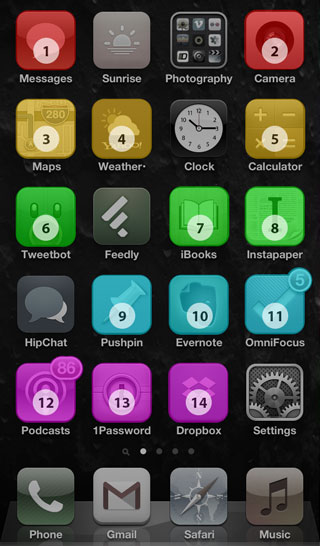 1 2
Messages Sunrise Photography Camera
280
3 4 5
YAHOO!
Maps Weather• Clock Calculator
6 7 8
Tweetbot Feedly iBooks Instapaper
5
9 10 11
HipChat Pushpin Evernote OmniFocus
86
12 13 14
Podcasts 1Password Dropbox Settings
Phone Gmail Safari Music